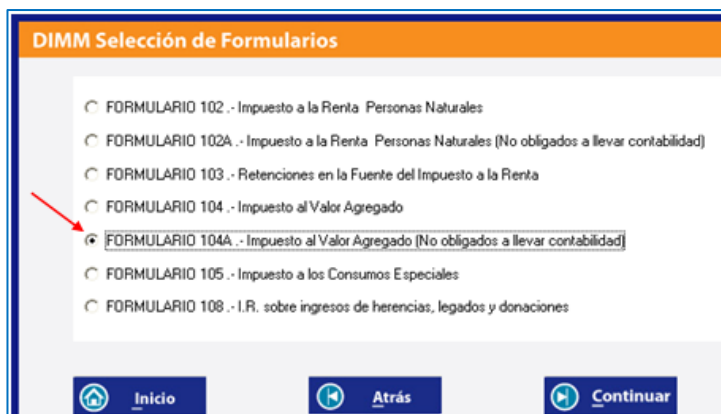 DIMM Selección de Formularios
FORMULARIO 102 .- Impuesto a la Renta Personas Naturales
FORMULARIO 102A .- Impuesto a la Renta Personas Naturales (No obligados a llevar contabilidad)
FORMULARIO 103 .- Retenciones en la Fuente del Impuesto a la Renta
FORMULARIO 104 .- Impuesto al Valor Agregado
FORMULARIO 104A .- Impuesto al Valor Agregado (No obligados a llevar contabilidad)
FORMULARIO 105 .- Impuesto a los Consumos Especiales
FORMULARIO 108 .- I.R. sobre ingresos de herencias, legados y donaciones
Inicio Atrás Continuar